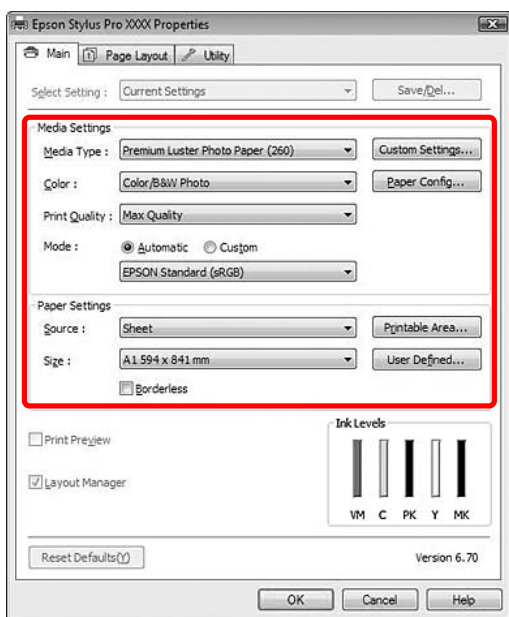 Epson Stylus Pro XXXX Properties
Main Page Layout Utility
Select Setting : Current Settings Save/Del...
Media Settings
Media Type : Premium Luster Photo Paper (260) Custom Settings...
Color : Color/B&W Photo Paper Config...
Print Quality : Max Quality
Mode : Automatic Custom
EPSON Standard (sRGB)
Paper Settings
Source : Sheet Printable Area...
Size : A1 594 x 841 mm User Defined...
Borderless
Print Preview
Layout Manager
Ink Levels
VM C PK Y MK
Reset Defaults(Y) Version 6.70
OK Cancel Help